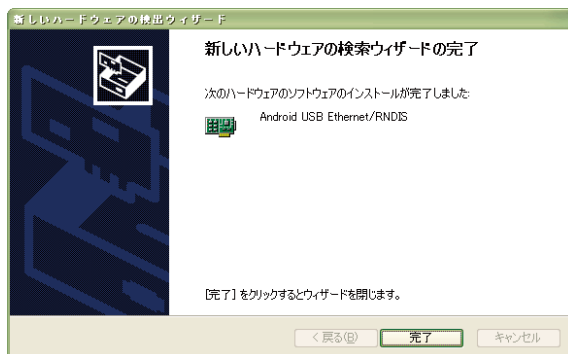 新しいハードウェアの検出ウィザード
新しいハードウェアの検索ウィザードの完了
次のハードウェアのソフトウェアのインストールが完了しました:
Android USB Ethernet/RNDIS
[完了] をクリックするとウィザードを閉じます。
< 戻る(B)
完了
キャンセル